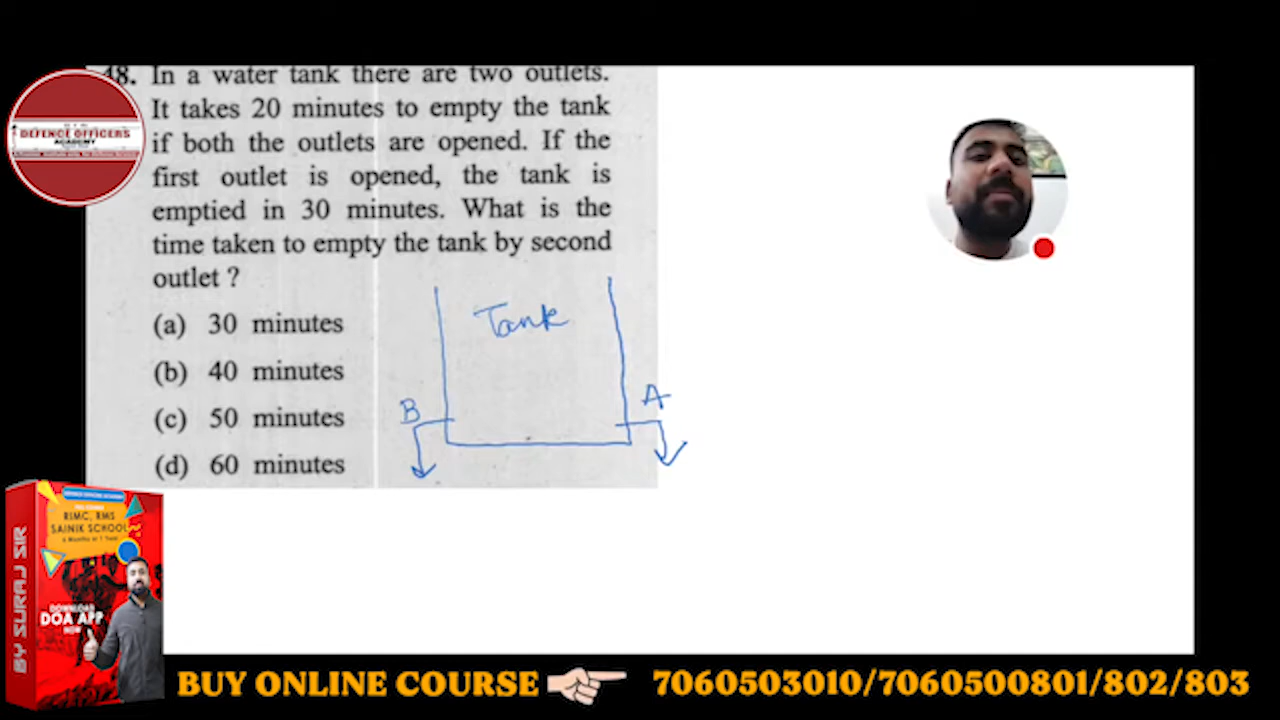 48. In a water tank there are two outlets.
It takes 20 minutes to empty the tank
if both the outlets are opened. If the
first outlet is opened, the tank is
emptied in 30 minutes. What is the
time taken to empty the tank by second
outlet ?
(a) 30 minutes
(b) 40 minutes
(c) 50 minutes
(d) 60 minutes
Tank
B
A
DEFENCE OFFICERS
ACADEMY
RIMC, RMS
SAINIK SCHOOL
DOWNLOAD
DOA APP
NOW
BY SURAJ SIR
BUY ONLINE COURSE
7060503010/7060500801/802/803